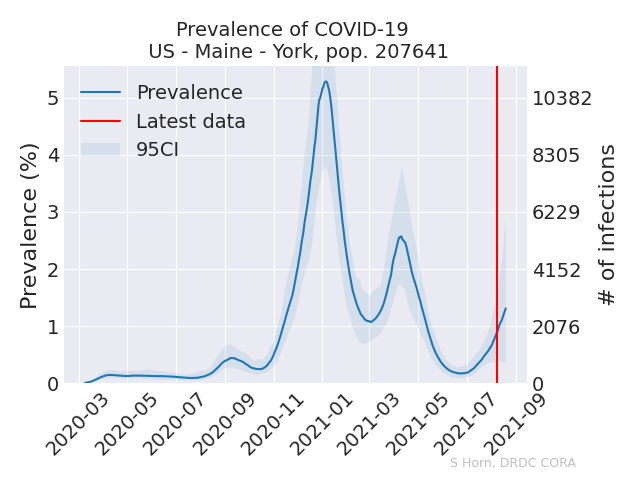 Prevalence of COVID-19
US - Maine - York, pop. 207641
Prevalence
Latest data
95CI
Prevalence (%)
5
4
3
2
1
0
10382
8305
6229
4152
2076
0
# of infections
2020-03
2020-05
2020-07
2020-09
2020-11
2021-01
2021-03
2021-05
2021-07
2021-09
S Horn, DRDC CORA